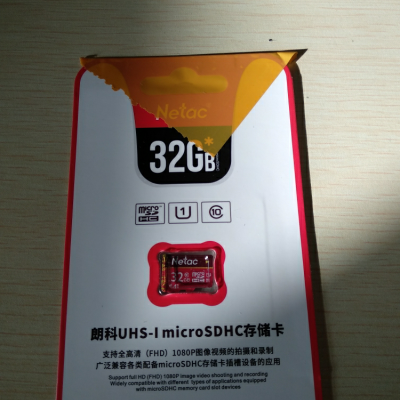 Netac
32GB*
micro SD HC
U1
10
Netac
32
朗科UHS-I microSDHC存储卡
支持全高清（FHD）1080P图像视频的拍摄和录制
广泛兼容各类配备microSDHC存储卡插槽设备的应用
Support full HD (FHD) 1080P image video shooting and recording
Widely compatible with different types of applications equipped
with microSDHC memory card slot devices